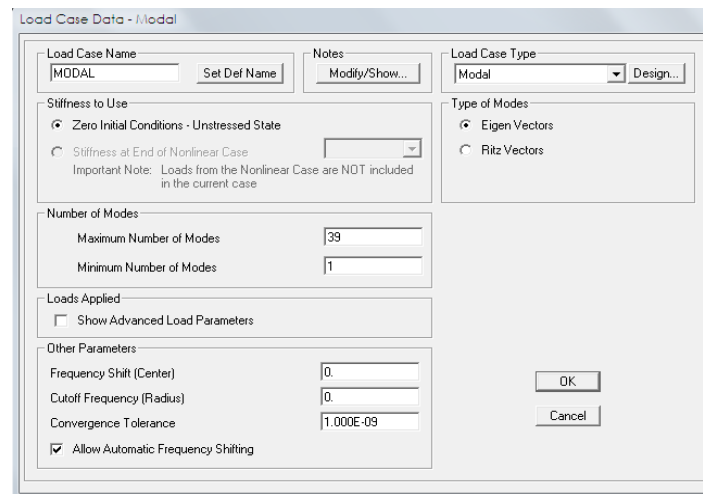 Load Case Data - Modal
Load Case Name
MODAL
Set Def Name
Notes
Modify/Show...
Load Case Type
Modal
Design...
Stiffness to Use
Zero Initial Conditions - Unstressed State
Stiffness at End of Nonlinear Case
Important Note: Loads from the Nonlinear Case are NOT included
in the current case
Type of Modes
Eigen Vectors
Ritz Vectors
Number of Modes
Maximum Number of Modes 39
Minimum Number of Modes 1
Loads Applied
Show Advanced Load Parameters
Other Parameters
Frequency Shift (Center) 0.
Cutoff Frequency (Radius) 0.
Convergence Tolerance 1.000E-09
Allow Automatic Frequency Shifting
OK
Cancel